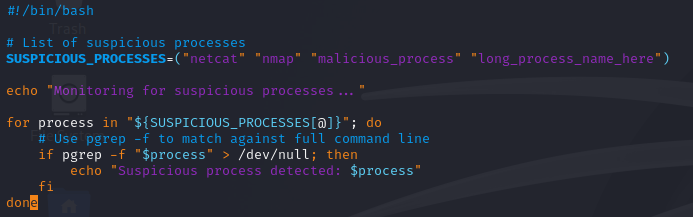 #!/bin/bash
# List of suspicious processes
SUSPICIOUS_PROCESSES=("netcat" "nmap" "malicious_process" "long_process_name_here")
echo "Monitoring for suspicious processes..."
for process in "${SUSPICIOUS_PROCESSES[@]}"; do
    # Use pgrep -f to match against full command line
    if pgrep -f "$process" > /dev/null; then
        echo "Suspicious process detected: $process"
    fi
done
Trash